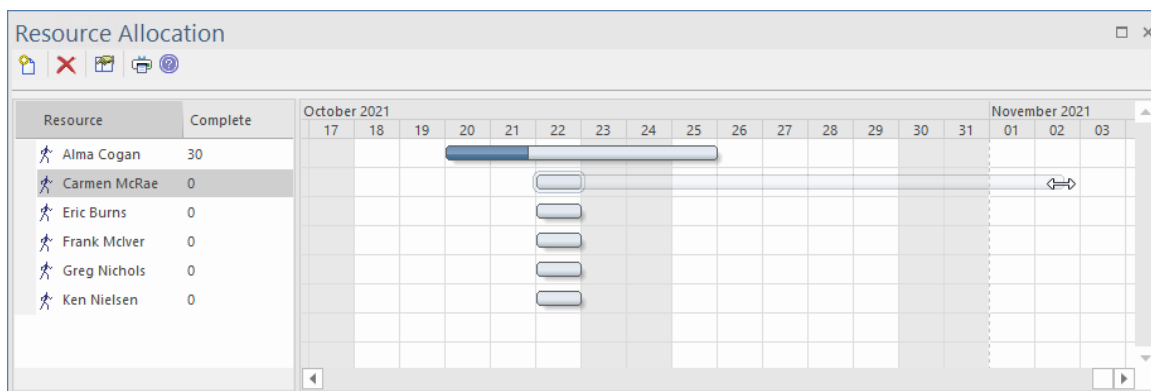 Resource Allocation
Resource Complete
October 2021 November 2021
17 18 19 20 21 22 23 24 25 26 27 28 29 30 31 01 02 03
Alma Cogan 30
Carmen McRae 0
Eric Burns 0
Frank McIver 0
Greg Nichols 0
Ken Nielsen 0